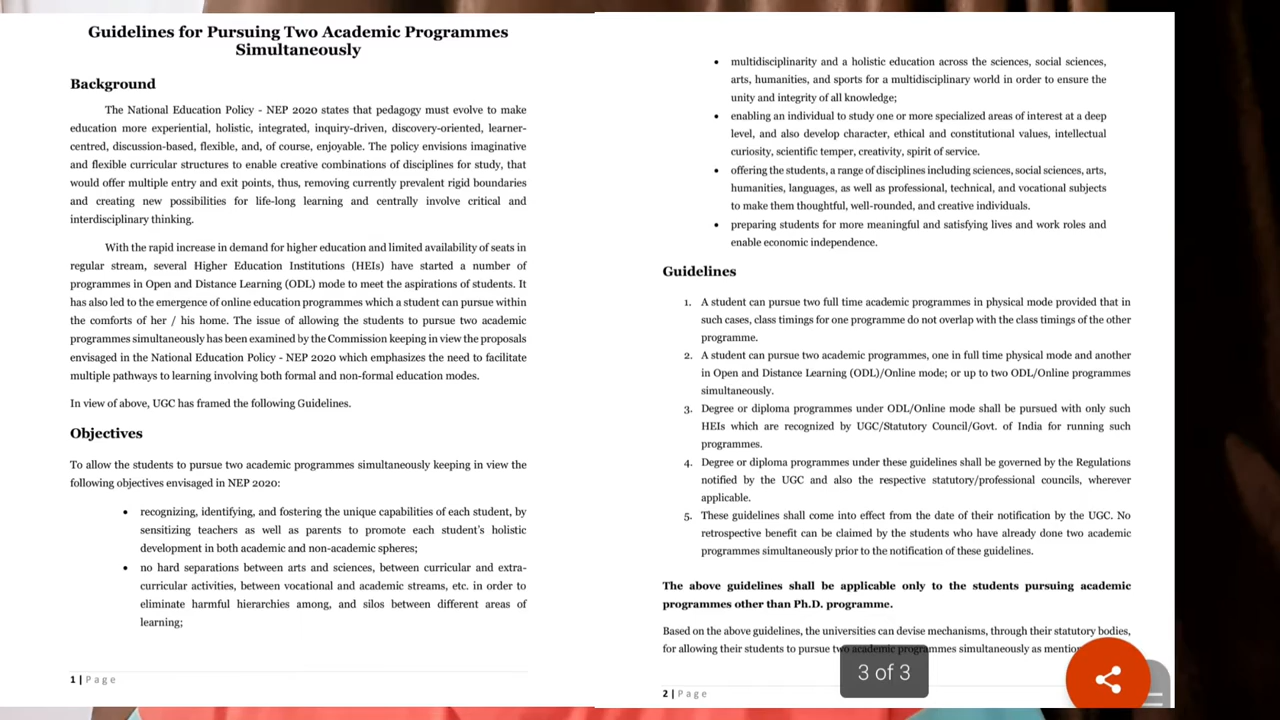 Guidelines for Pursuing Two Academic Programmes
Simultaneously
Background
The National Education Policy - NEP 2020 states that pedagogy must evolve to make
education more experiential, holistic, integrated, inquiry-driven, discovery-oriented, learner-
centred, discussion-based, flexible, and, of course, enjoyable. The policy envisions imaginative
and flexible curricular structures to enable creative combinations of disciplines for study, that
would offer multiple entry and exit points, thus, removing currently prevalent rigid boundaries
and creating new possibilities for life-long learning and centrally involve critical and
interdisciplinary thinking.
With the rapid increase in demand for higher education and limited availability of seats in
regular stream, several Higher Education Institutions (HEIs) have started a number of
programmes in Open and Distance Learning (ODL) mode to meet the aspirations of students. It
has also led to the emergence of online education programmes which a student can pursue within
the comforts of her / his home. The issue of allowing the students to pursue two academic
programmes simultaneously has been examined by the Commission keeping in view the proposals
envisaged in the National Education Policy - NEP 2020 which emphasizes the need to facilitate
multiple pathways to learning involving both formal and non-formal education modes.
In view of above, UGC has framed the following Guidelines.
Objectives
To allow the students to pursue two academic programmes simultaneously keeping in view the
following objectives envisaged in NEP 2020:
• recognizing, identifying, and fostering the unique capabilities of each student, by
sensitizing teachers as well as parents to promote each student's holistic
development in both academic and non-academic spheres;
• no hard separations between arts and sciences, between curricular and extra-
curricular activities, between vocational and academic streams, etc. in order to
eliminate harmful hierarchies among, and silos between different areas of
learning;
1 | Page
• multidisciplinarity and a holistic education across the sciences, social sciences,
arts, humanities, and sports for a multidisciplinary world in order to ensure the
unity and integrity of all knowledge;
• enabling an individual to study one or more specialized areas of interest at a deep
level, and also develop character, ethical and constitutional values, intellectual
curiosity, scientific temper, creativity, spirit of service.
• offering the students, a range of disciplines including sciences, social sciences, arts,
humanities, languages, as well as professional, technical, and vocational subjects
to make them thoughtful, well-rounded, and creative individuals.
• preparing students for more meaningful and satisfying lives and work roles and
enable economic independence.
Guidelines
1. A student can pursue two full time academic programmes in physical mode provided that in
such cases, class timings for one programme do not overlap with the class timings of the other
programme.
2. A student can pursue two academic programmes, one in full time physical mode and another
in Open and Distance Learning (ODL)/Online mode; or up to two ODL/Online programmes
simultaneously.
3. Degree or diploma programmes under ODL/Online mode shall be pursued with only such
HEIs which are recognized by UGC/Statutory Council/Govt. of India for running such
programmes.
4. Degree or diploma programmes under these guidelines shall be governed by the Regulations
notified by the UGC and also the respective statutory/professional councils, wherever
applicable.
5. These guidelines shall come into effect from the date of their notification by the UGC. No
retrospective benefit can be claimed by the students who have already done two academic
programmes simultaneously prior to the notification of these guidelines.
The above guidelines shall be applicable only to the students pursuing academic
programmes other than Ph.D. programme.
Based on the above guidelines, the universities can devise mechanisms, through their statutory bodies,
for allowing their students to pursue two academic programmes simultaneously as mentio
3 of 3
2 | Page